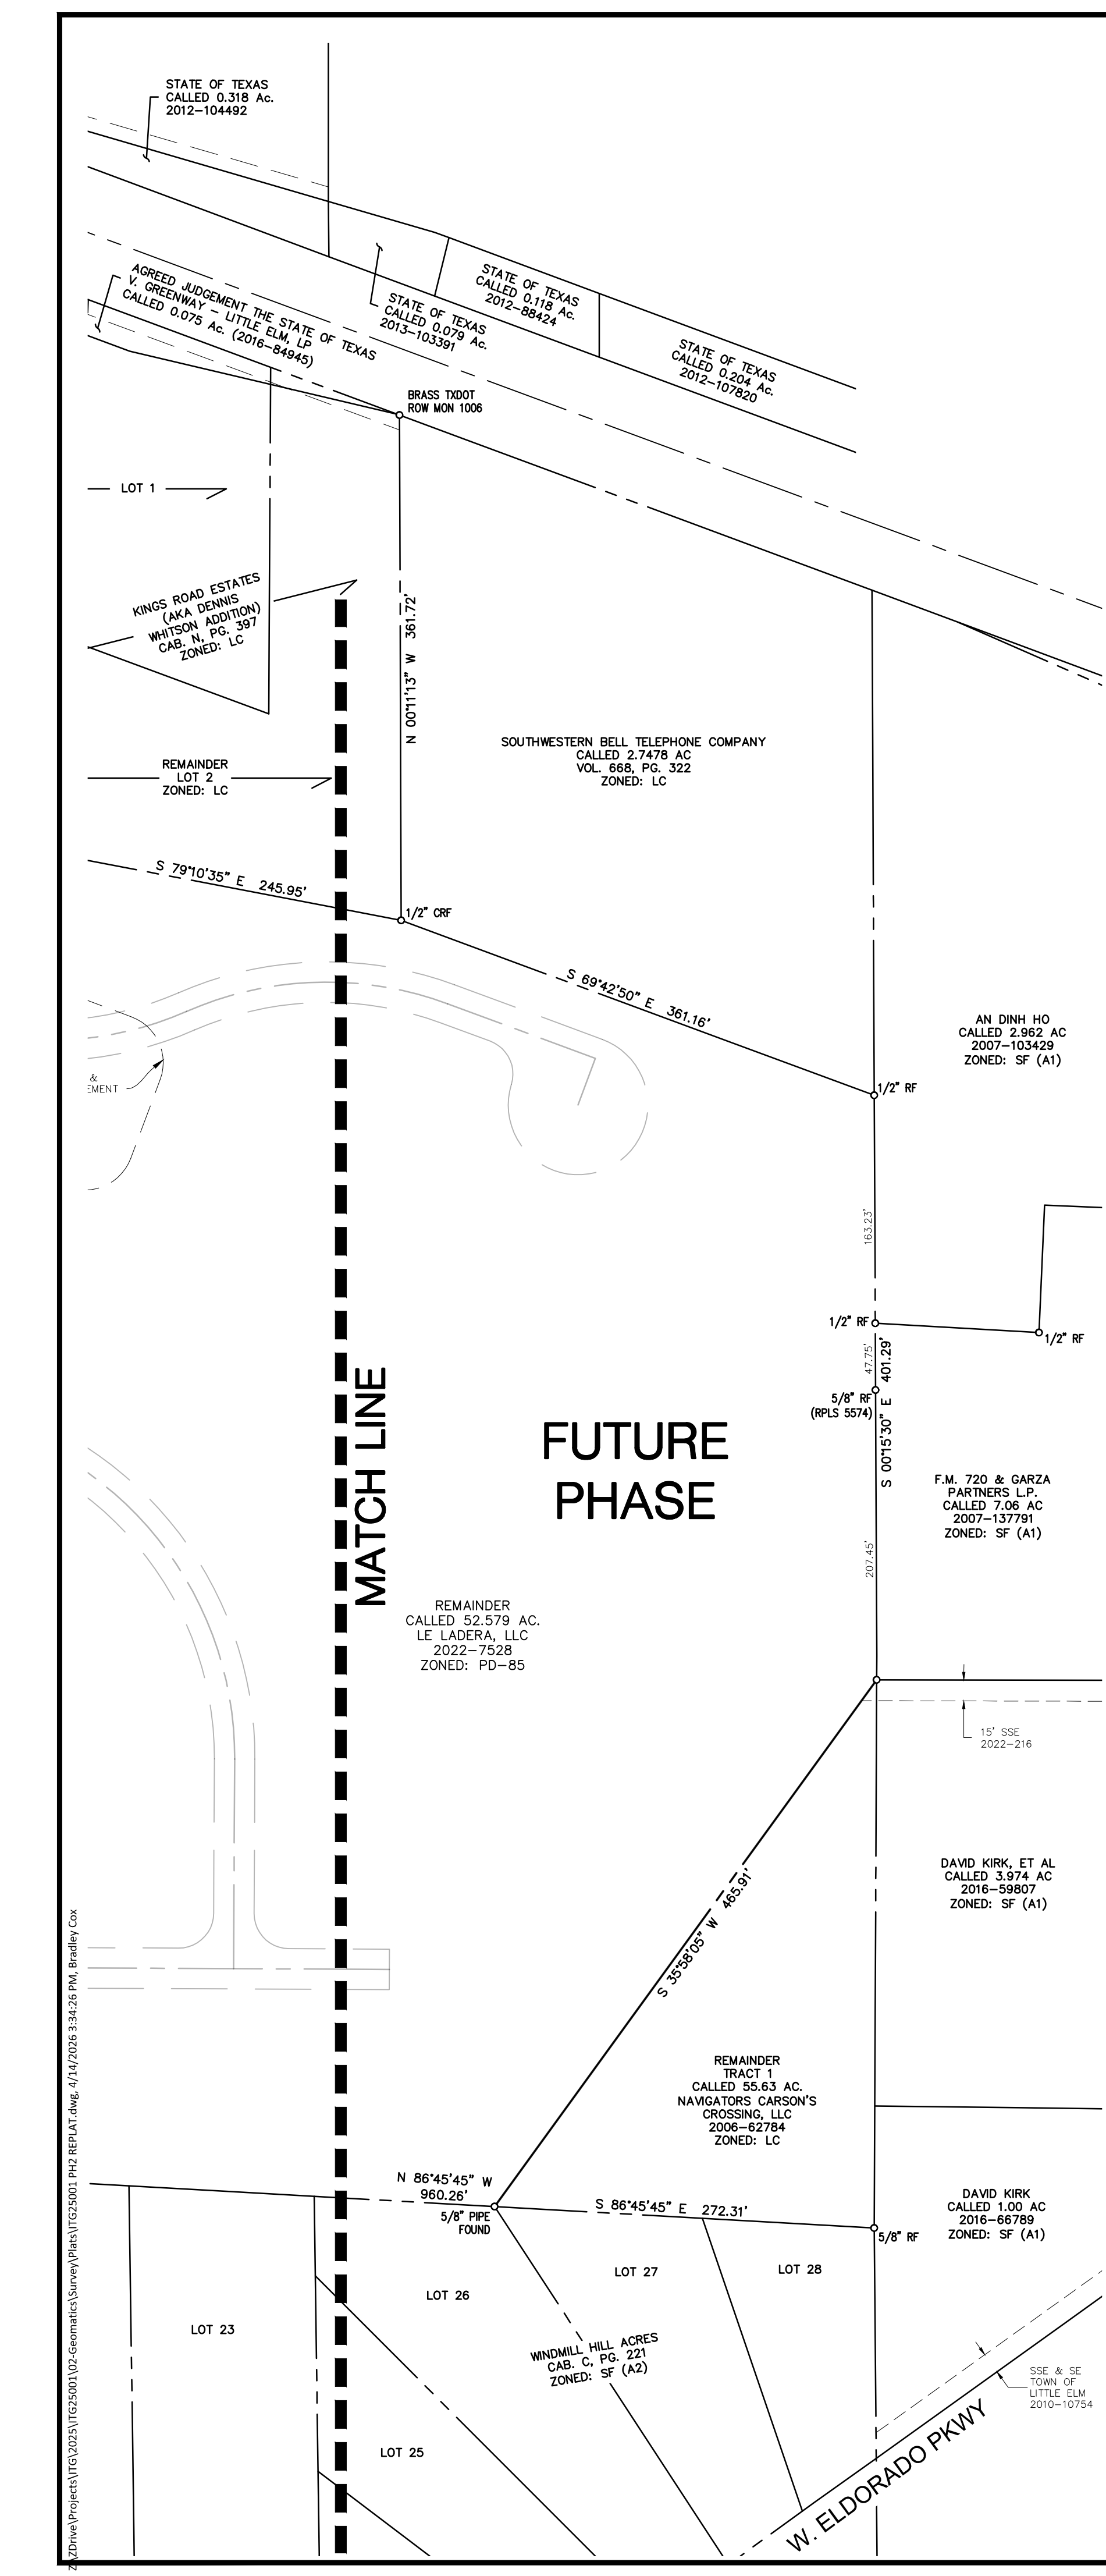 STATE OF TEXAS
CALLED 0.318 Ac.
2012-104492
AGREED JUDGEMENT THE STATE OF TEXAS
V. GREENWAY - LITTLE ELM, LP
CALLED 0.075 Ac. (2016-84945)
STATE OF TEXAS
CALLED 0.079 Ac.
2013-103391
STATE OF TEXAS
CALLED 0.118 Ac.
2012-88424
STATE OF TEXAS
CALLED 0.204 Ac.
2012-107820
BRASS TXDOT
ROW MON 1006
LOT 1
KINGS ROAD ESTATES
(AKA DENNIS
WHITSON ADDITION)
CAB. N, PG. 397
ZONED: LC
N 00°11'13" W 361.72'
SOUTHWESTERN BELL TELEPHONE COMPANY
CALLED 2.7478 AC
VOL. 668, PG. 322
ZONED: LC
REMAINDER
LOT 2
ZONED: LC
S 79°10'35" E 245.95'
1/2" CRF
S 69°42'50" E 361.16'
AN DINH HO
CALLED 2.962 AC
2007-103429
ZONED: SF (A1)
&
EMENT
1/2" RF
163.23'
1/2" RF
1/2" RF
47.75'
5/8" RF
(RPLS 5574)
S 00°15'30" E 401.29'
MATCH LINE
FUTURE
PHASE
F.M. 720 & GARZA
PARTNERS L.P.
CALLED 7.06 AC
2007-137791
ZONED: SF (A1)
207.45'
REMAINDER
CALLED 52.579 AC.
LE LADERA, LLC
2022-7528
ZONED: PD-85
15' SSE
2022-216
S 35°58'05" W 465.91'
DAVID KIRK, ET AL
CALLED 3.974 AC
2016-59807
ZONED: SF (A1)
REMAINDER
TRACT 1
CALLED 55.63 AC.
NAVIGATORS CARSON'S
CROSSING, LLC
2006-62784
ZONED: LC
N 86°45'45" W
960.26'
5/8" PIPE
FOUND
S 86°45'45" E 272.31'
5/8" RF
DAVID KIRK
CALLED 1.00 AC
2016-66789
ZONED: SF (A1)
LOT 23
LOT 26
LOT 27
LOT 28
WINDMILL HILL ACRES
CAB. C, PG. 221
ZONED: SF (A2)
LOT 25
SSE & SE
TOWN OF
LITTLE ELM
2010-10754
W. ELDORADO PKWY
Z:\ZDrive\Projects\ITG\2025\ITG25001\02-Geomatics\Survey\Plats\ITG25001 PH2 REPLAT.dwg, 4/14/2026 3:34:26 PM, Bradley Cox